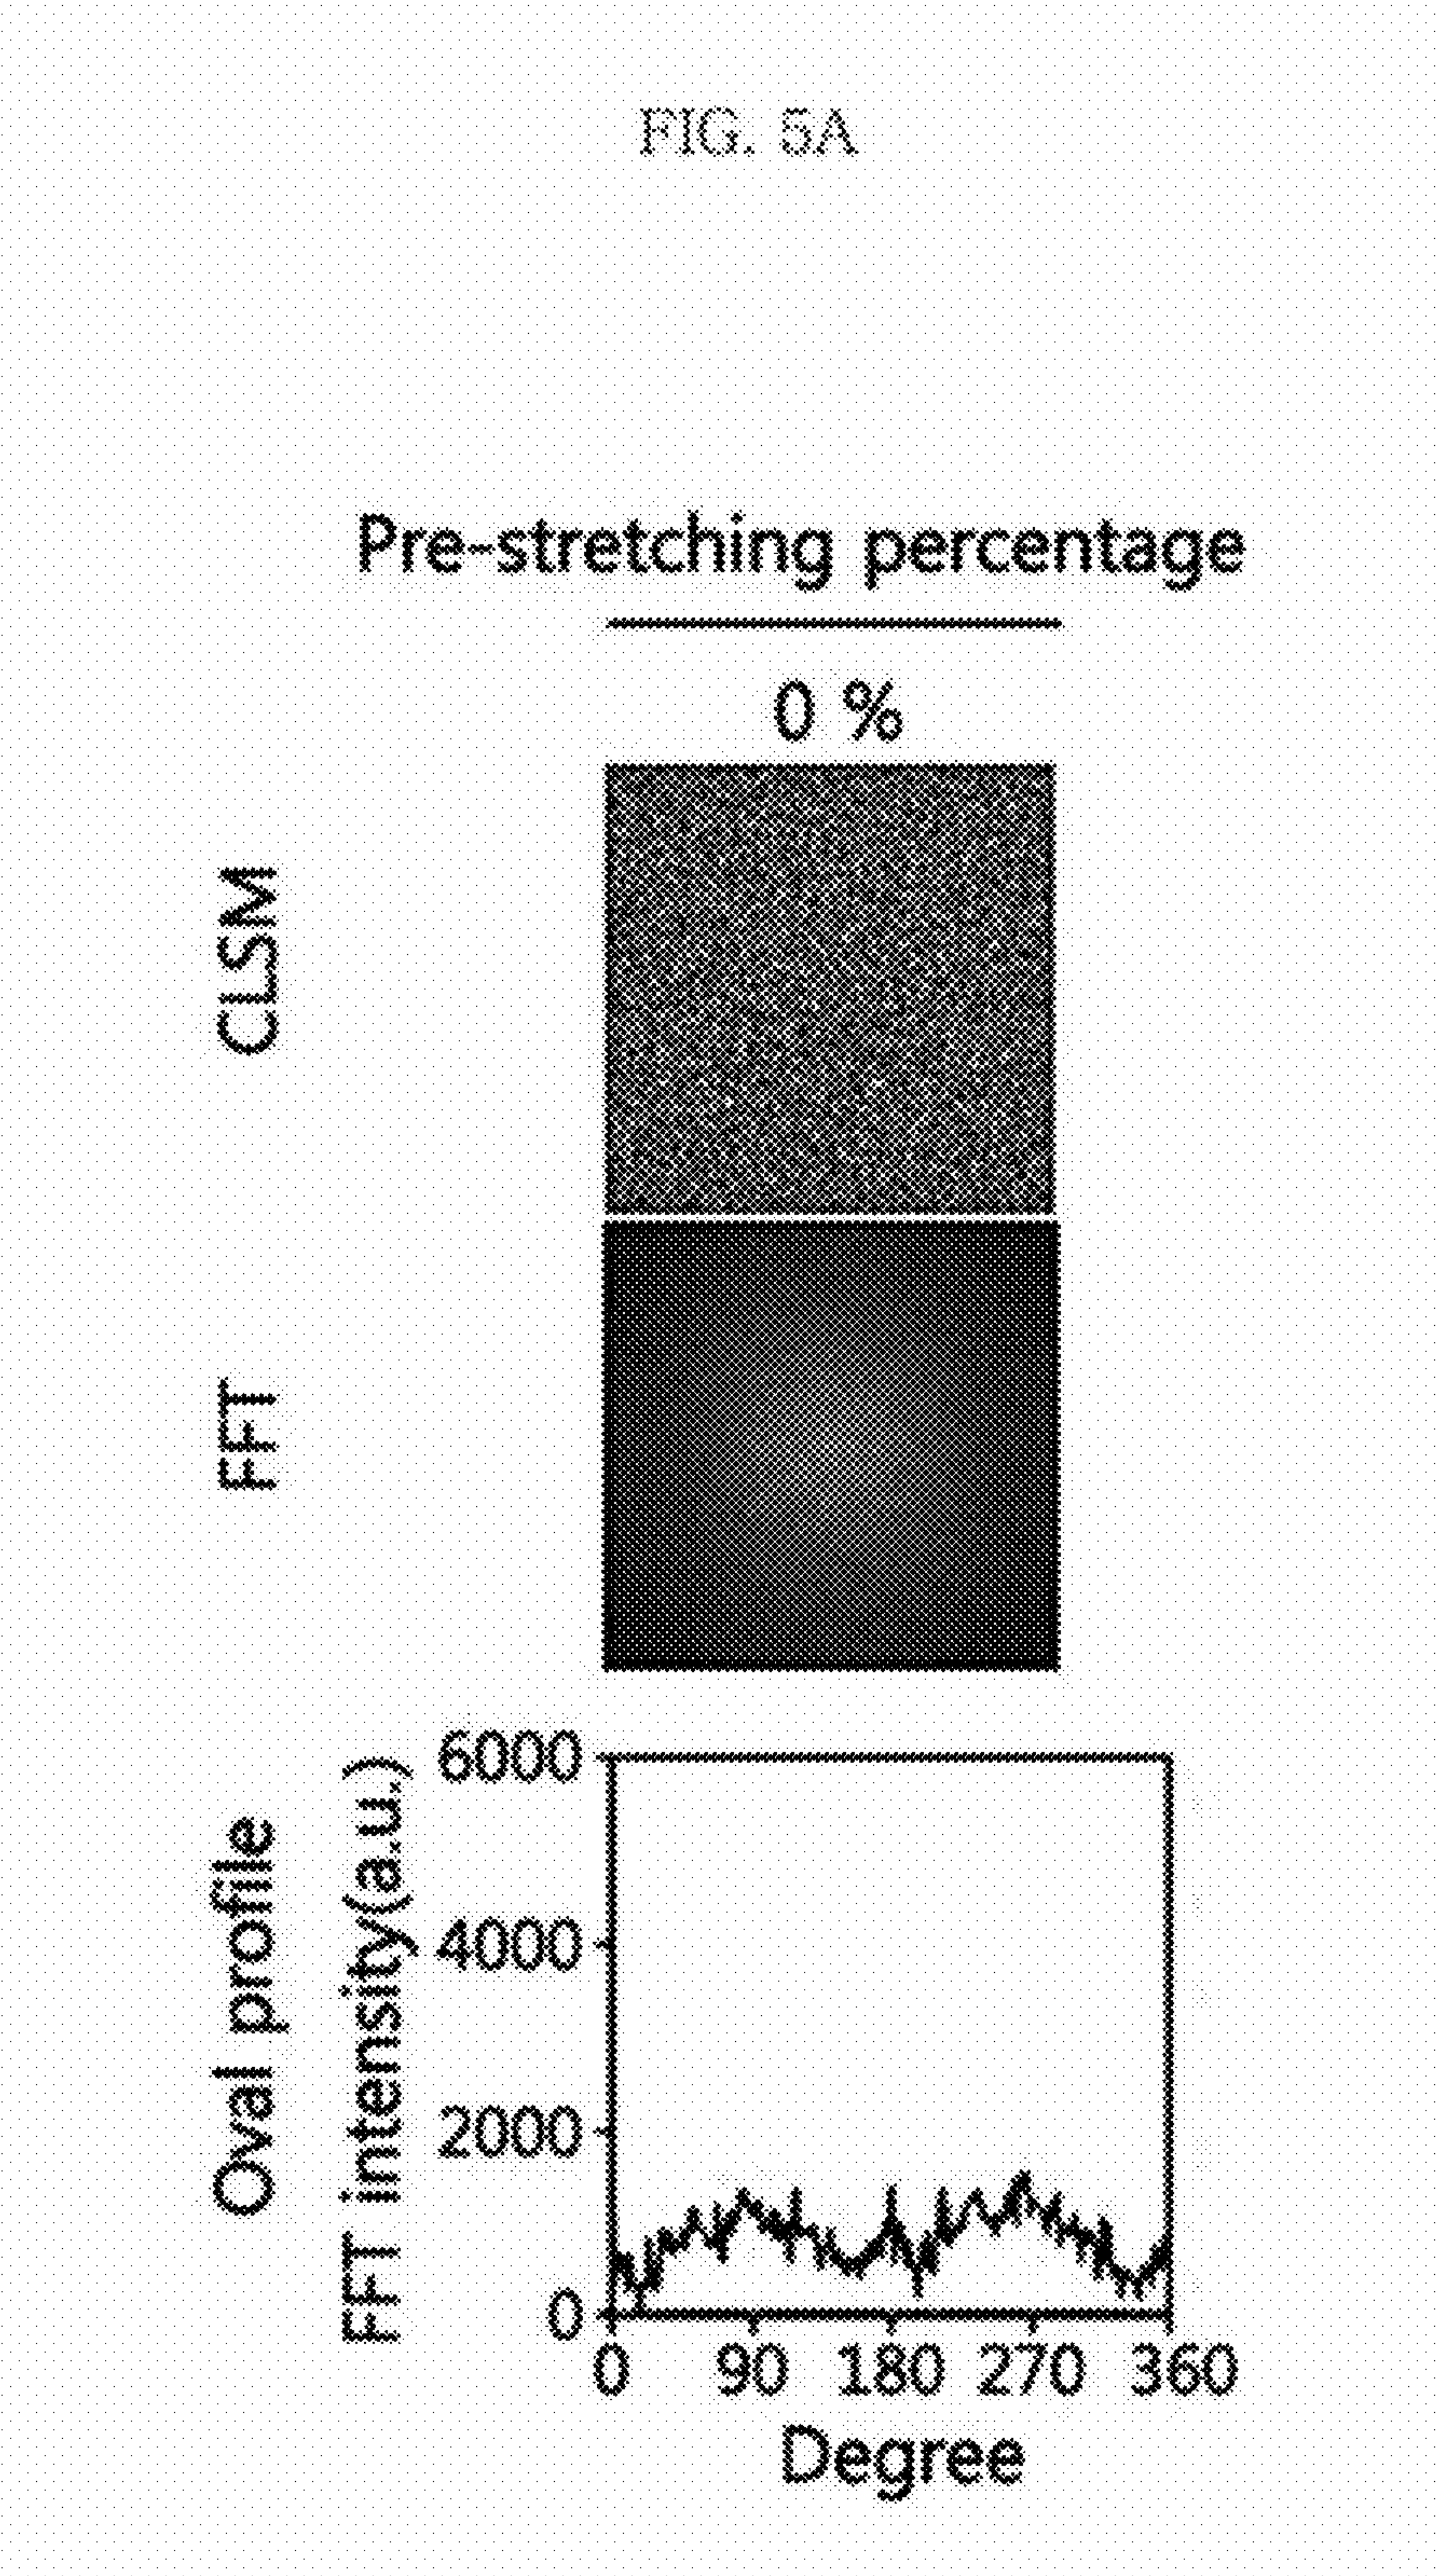 FIG. 5A
Pre-stretching percentage
0 %
CLSM
FFT
Oval profile
FFT intensity(a.u.)
6000
4000
2000
0
0 90 180 270 360
Degree